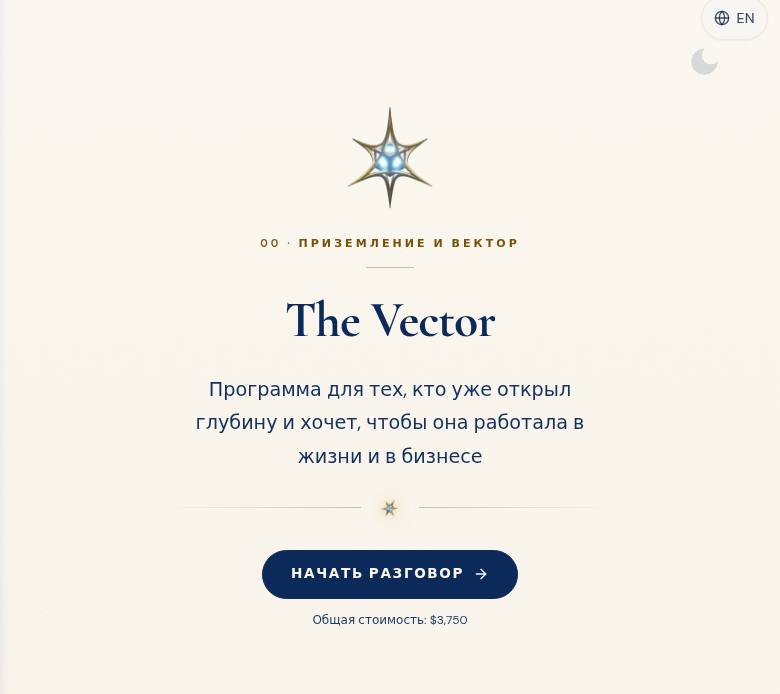 EN
00 · ПРИЗЕМЛЕНИЕ И ВЕКТОР
The Vector
Программа для тех, кто уже открыл
глубину и хочет, чтобы она работала в
жизни и в бизнесе
НАЧАТЬ РАЗГОВОР →
Общая стоимость: $3,750